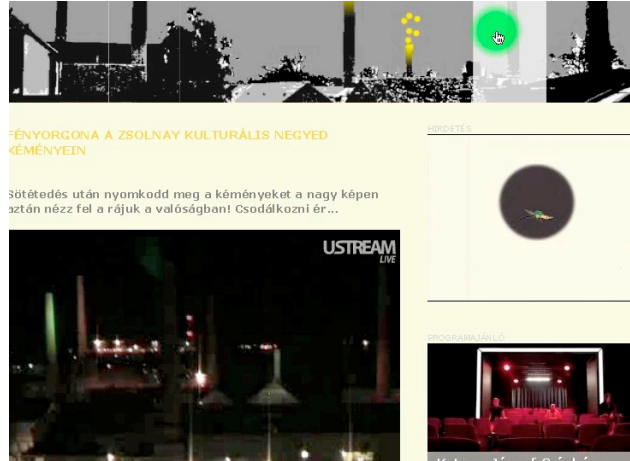 FÉNYORGONA A ZSOLNAY KULTURÁLIS NEGYED
KÉMÉNYEIN
Sötétedés után nyomkodd meg a kéményeket a nagy képen
aztán nézz fel a rájuk a valóságban! Csodálkozni ér...
USTREAM
LIVE
HIRDETÉS
PROGRAMAJÁNLÓ